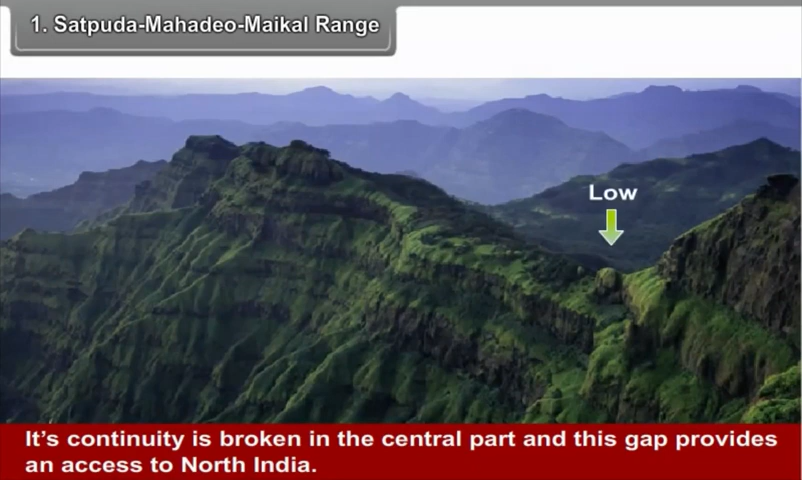 1. Satpuda-Mahadeo-Maikal Range
Low
It's continuity is broken in the central part and this gap provides
an access to North India.